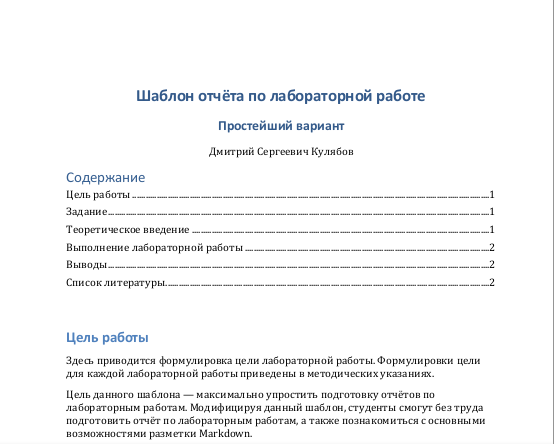 Шаблон отчёта по лабораторной работе
Простейший вариант
Дмитрий Сергеевич Кулябов
Содержание
Цель работы ........ 1
Задание ........ 1
Теоретическое введение ........ 1
Выполнение лабораторной работы ........ 2
Выводы ........ 2
Список литературы ........ 2
Цель работы
Здесь приводится формулировка цели лабораторной работы. Формулировки цели
для каждой лабораторной работы приведены в методических указаниях.
Цель данного шаблона — максимально упростить подготовку отчётов по
лабораторным работам. Модифицируя данный шаблон, студенты смогут без труда
подготовить отчёт по лабораторным работам, а также познакомиться с основными
возможностями разметки Markdown.